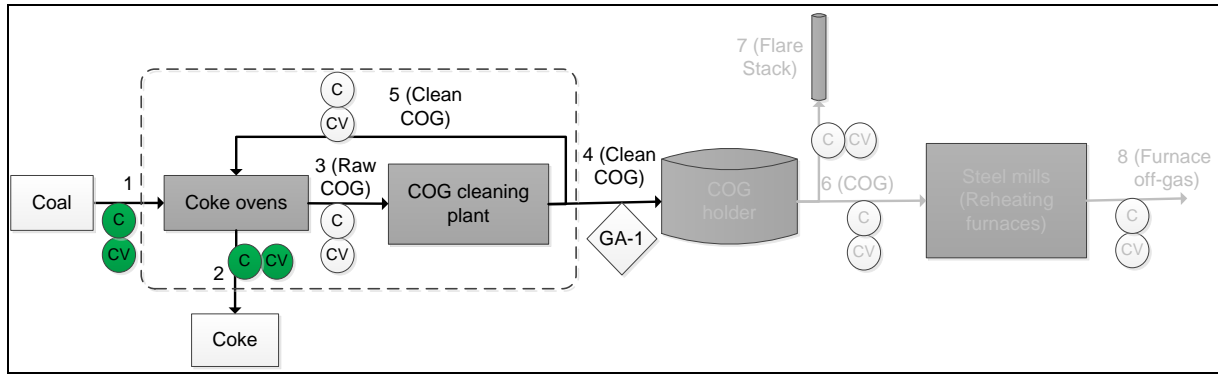 7 (Flare
Stack)
C
CV
5 (Clean
COG)
4 (Clean
COG)
3 (Raw
COG)
8 (Furnace
off-gas)
1
Coal
Coke ovens
COG cleaning
plant
COG
holder
C
CV
6 (COG)
Steel mills
(Reheating
furnaces)
C
CV
C
CV
GA-1
C
CV
C
CV
2
C
CV
Coke